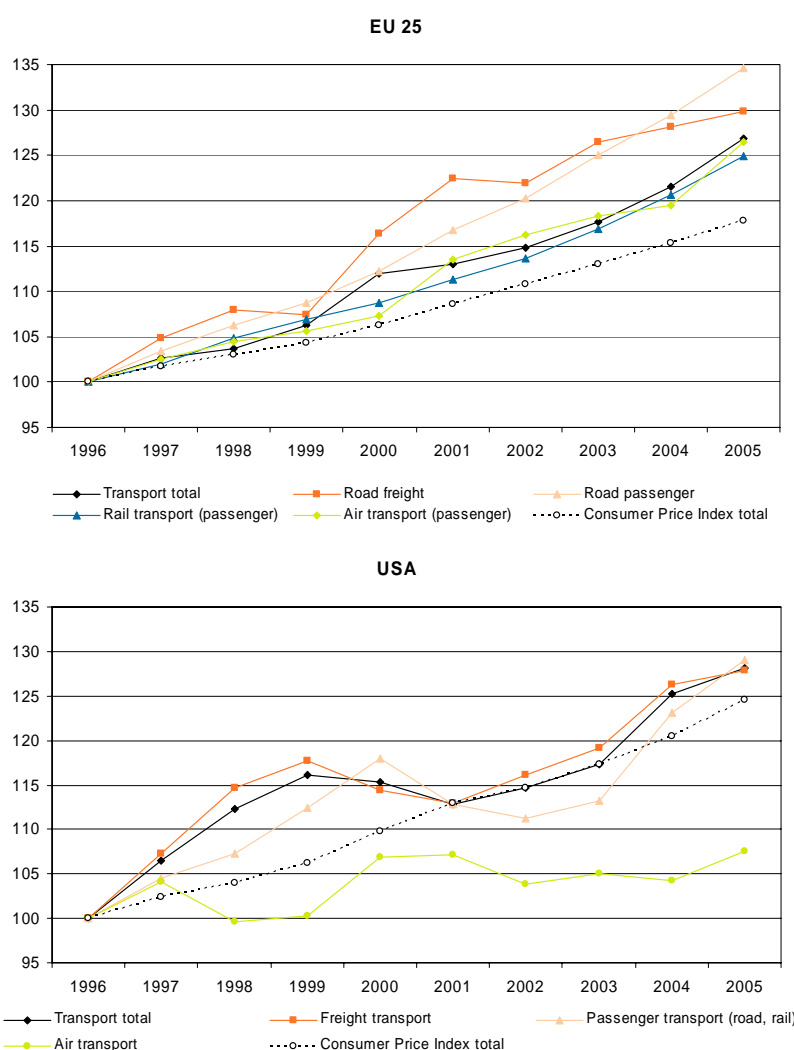 EU 25
135
130
125
120
115
110
105
100
95
1996 1997 1998 1999 2000 2001 2002 2003 2004 2005
Transport total Road freight Road passenger
Rail transport (passenger) Air transport (passenger) Consumer Price Index total
USA
135
130
125
120
115
110
105
100
95
1996 1997 1998 1999 2000 2001 2002 2003 2004 2005
Transport total Freight transport Passenger transport (road, rail)
Air transport Consumer Price Index total